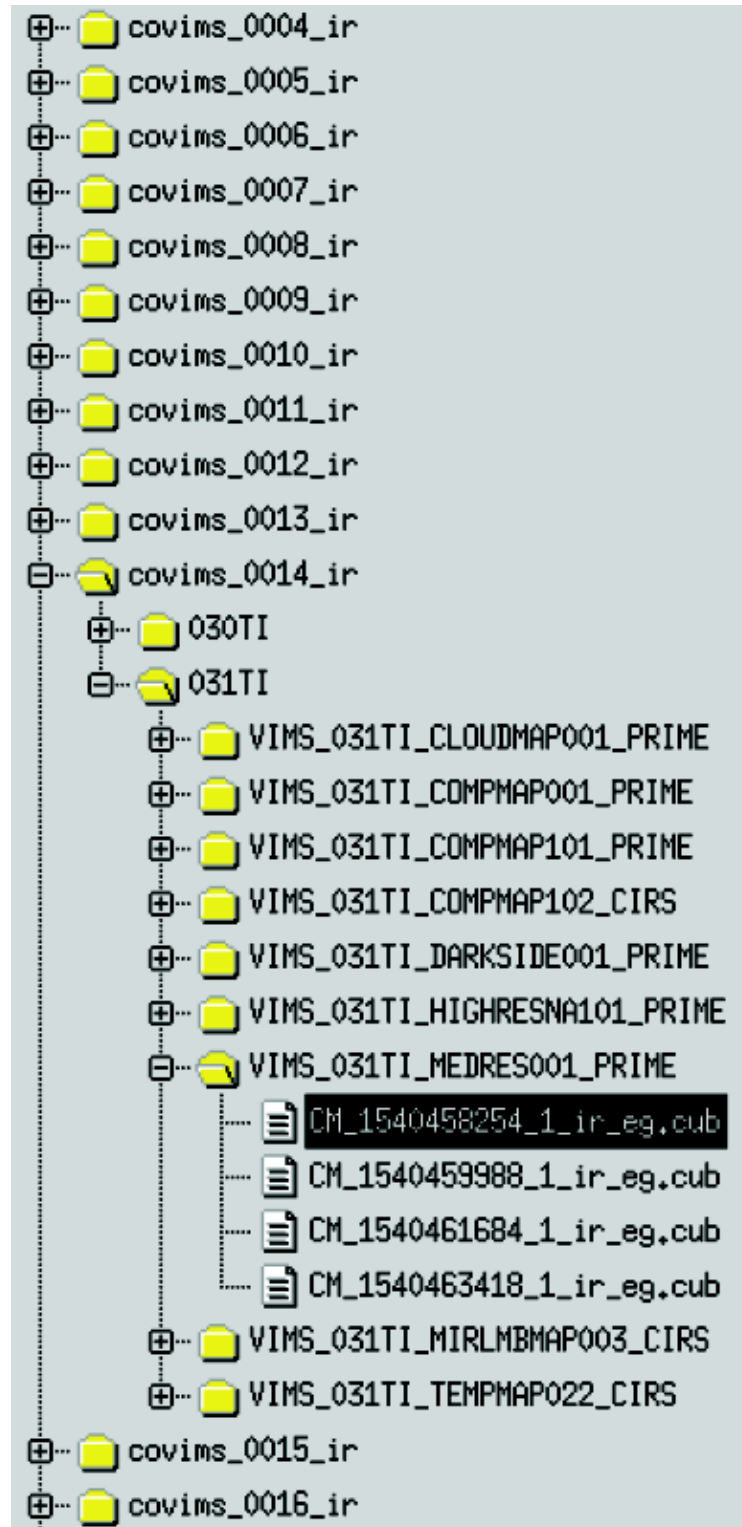 covims_0004_ir
covims_0005_ir
covims_0006_ir
covims_0007_ir
covims_0008_ir
covims_0009_ir
covims_0010_ir
covims_0011_ir
covims_0012_ir
covims_0013_ir
covims_0014_ir
030TI
031TI
VIMS_031TI_CLOUDMAP001_PRIME
VIMS_031TI_COMPMAP001_PRIME
VIMS_031TI_COMPMAP101_PRIME
VIMS_031TI_COMPMAP102_CIRS
VIMS_031TI_DARKSIDE001_PRIME
VIMS_031TI_HIGHRESNA101_PRIME
VIMS_031TI_MEDRES001_PRIME
CM_1540458254_1_ir_eg.cub
CM_1540459988_1_ir_eg.cub
CM_1540461684_1_ir_eg.cub
CM_1540463418_1_ir_eg.cub
VIMS_031TI_MIRLMBMAP003_CIRS
VIMS_031TI_TEMPMAP022_CIRS
covims_0015_ir
covims_0016_ir